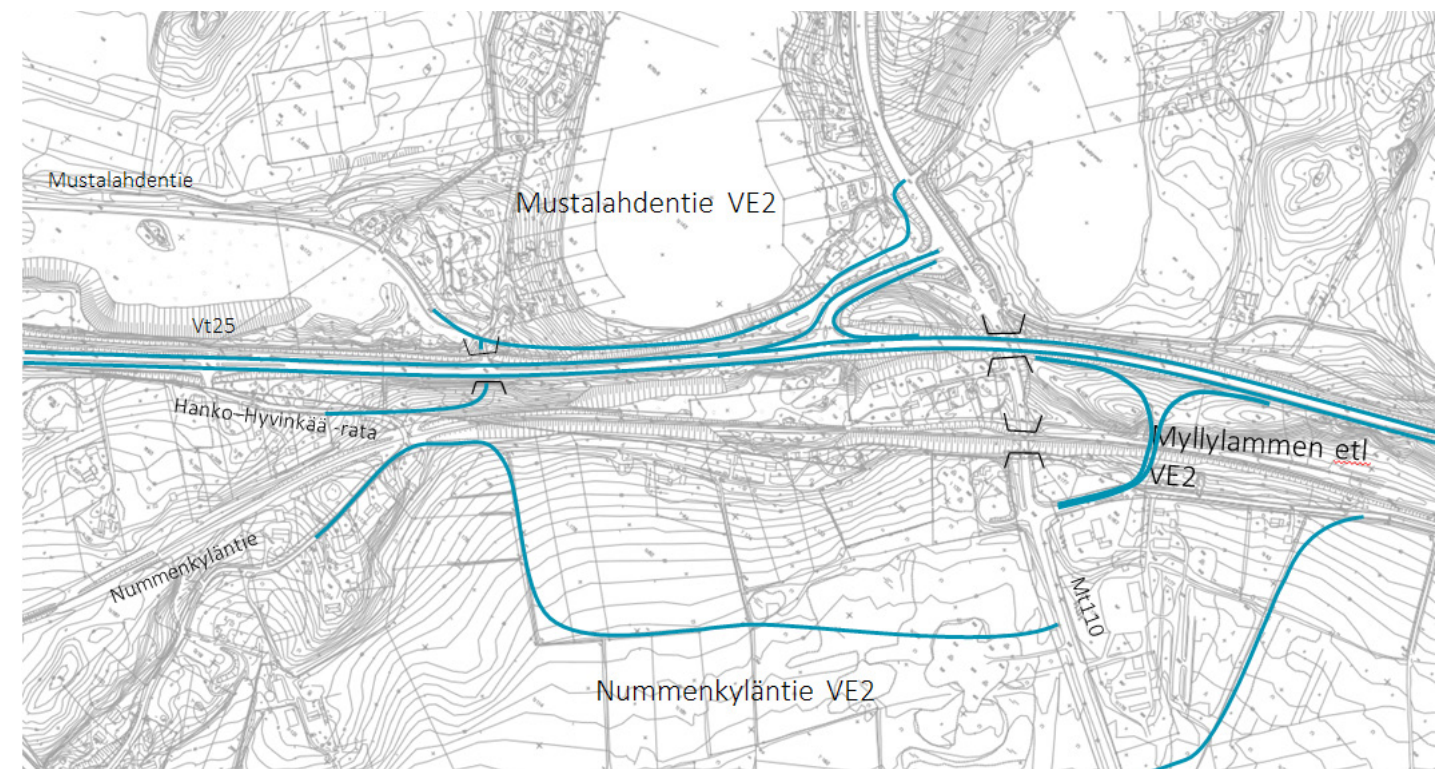 Mustalahdentie
Mustalahdentie VE2
Vt25
Hanko–Hyvinkää -rata
Myllylammen etl
VE2
Nummenkyläntie
Mt110
Nummenkyläntie VE2